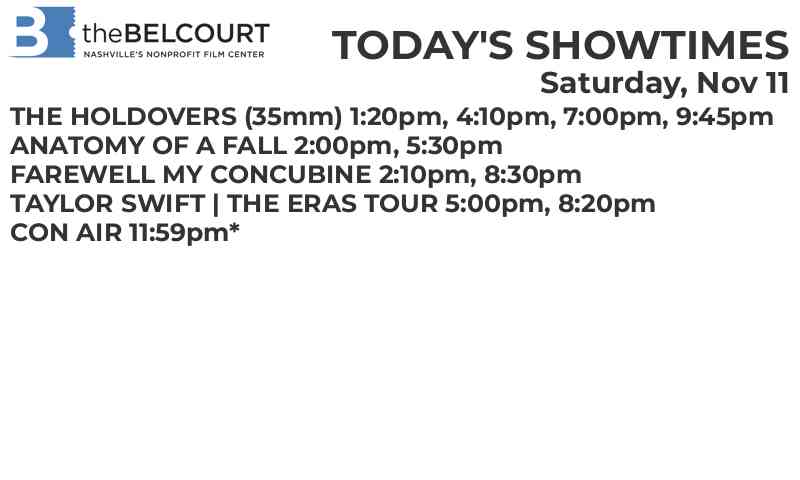 B theBELCOURT
NASHVILLE'S NONPROFIT FILM CENTER
TODAY'S SHOWTIMES
Saturday, Nov 11
THE HOLDOVERS (35mm) 1:20pm, 4:10pm, 7:00pm, 9:45pm
ANATOMY OF A FALL 2:00pm, 5:30pm
FAREWELL MY CONCUBINE 2:10pm, 8:30pm
TAYLOR SWIFT | THE ERAS TOUR 5:00pm, 8:20pm
CON AIR 11:59pm*